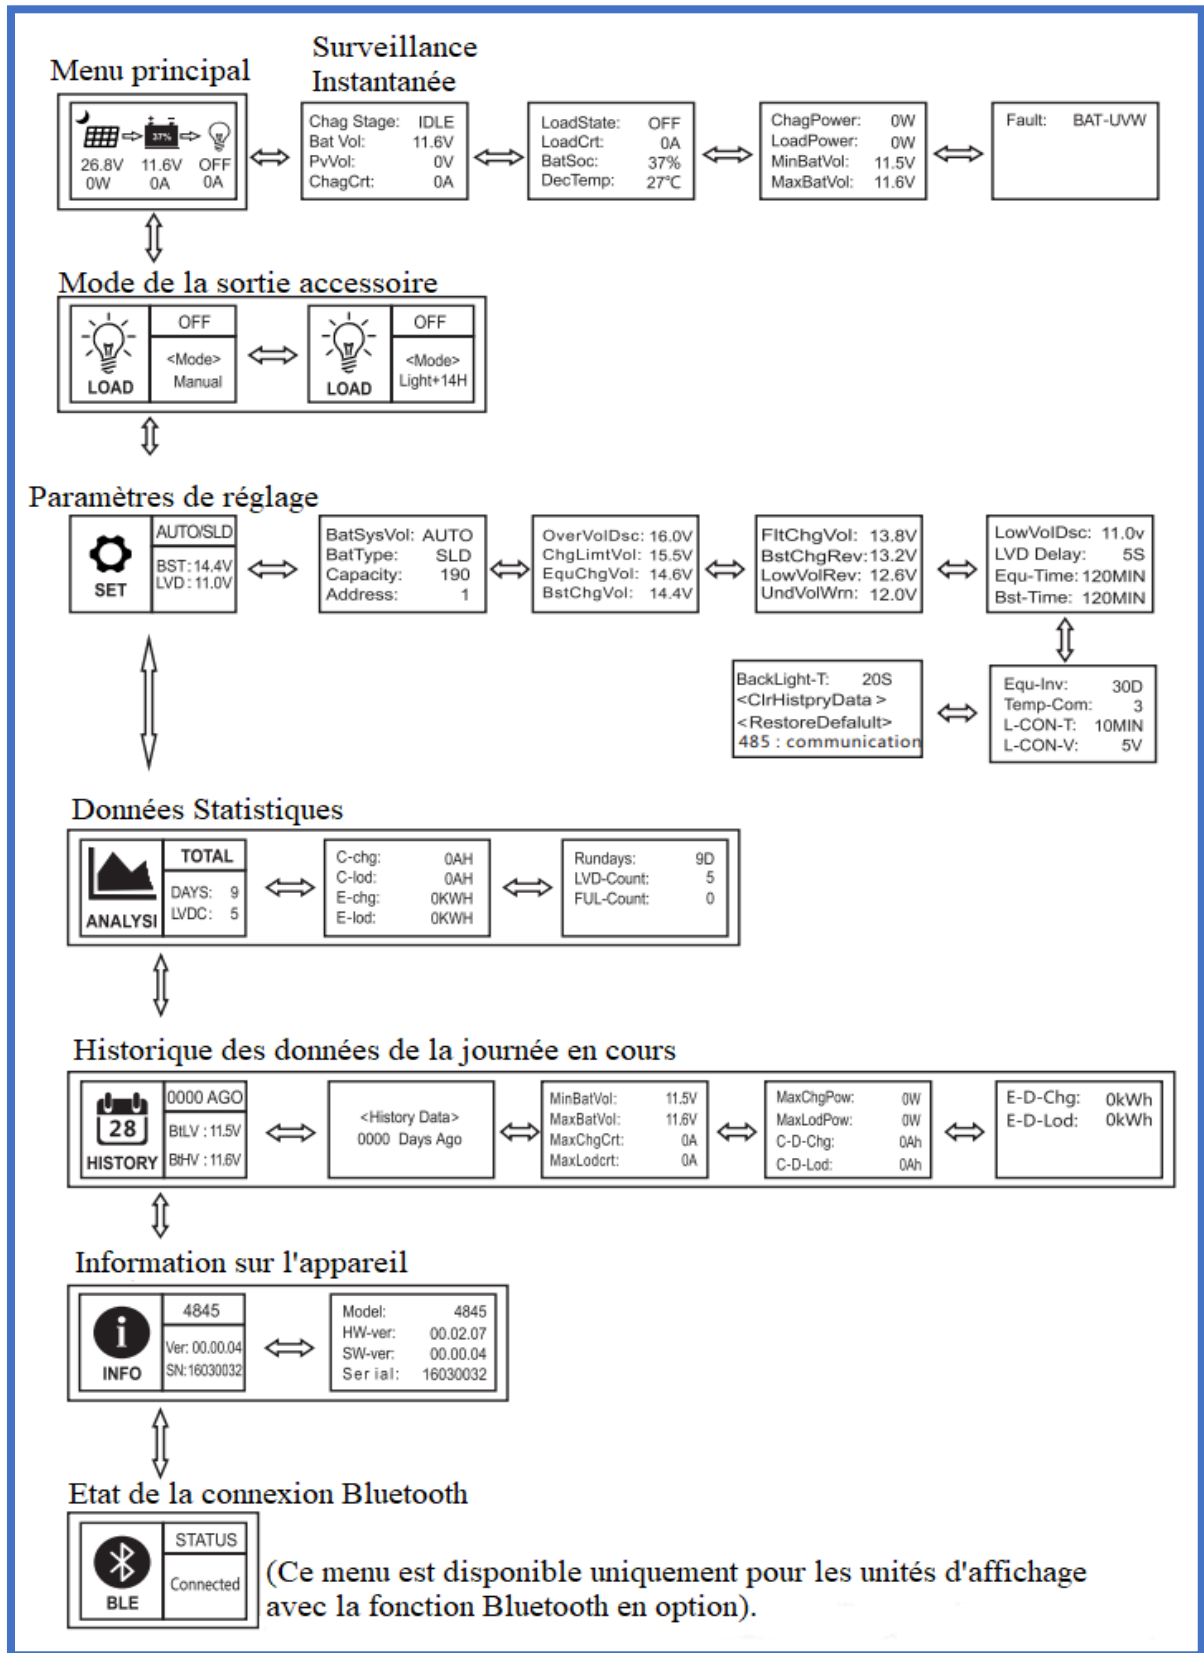 Menu principal
Surveillance
Instantanée
+ -
37%
26.8V 11.6V OFF
0W 0A 0A
Chag Stage: IDLE
Bat Vol: 11.6V
PvVol: 0V
ChagCrt: 0A
LoadState: OFF
LoadCrt: 0A
BatSoc: 37%
DecTemp: 27℃
ChagPower: 0W
LoadPower: 0W
MinBatVol: 11.5V
MaxBatVol: 11.6V
Fault: BAT-UVW
Mode de la sortie accessoire
LOAD
OFF
<Mode>
Manual
LOAD
OFF
<Mode>
Light+14H
Paramètres de réglage
SET
AUTO/SLD
BST:14.4V
LVD:11.0V
BatSysVol: AUTO
BatType: SLD
Capacity: 190
Address: 1
OverVolDsc: 16.0V
ChgLimtVol: 15.5V
EquChgVol: 14.6V
BstChgVol: 14.4V
FltChgVol: 13.8V
BstChgRev: 13.2V
LowVolRev: 12.6V
UndVolWrn: 12.0V
LowVolDsc: 11.0v
LVD Delay: 5S
Equ-Time: 120MIN
Bst-Time: 120MIN
BackLight-T: 20S
<ClrHistpryData >
<RestoreDefalult>
485 : communication
Equ-Inv: 30D
Temp-Com: 3
L-CON-T: 10MIN
L-CON-V: 5V
Données Statistiques
ANALYSI
TOTAL
DAYS: 9
LVDC: 5
C-chg: 0AH
C-lod: 0AH
E-chg: 0KWH
E-lod: 0KWH
Rundays: 9D
LVD-Count: 5
FUL-Count: 0
Historique des données de la journée en cours
28
HISTORY
0000 AGO
BtLV : 11.5V
BtHV : 11.6V
<History Data>
0000 Days Ago
MinBatVol: 11.5V
MaxBatVol: 11.6V
MaxChgCrt: 0A
MaxLodcrt: 0A
MaxChgPow: 0W
MaxLodPow: 0W
C-D-Chg: 0Ah
C-D-Lod: 0Ah
E-D-Chg: 0kWh
E-D-Lod: 0kWh
Information sur l'appareil
i
INFO
4845
Ver: 00.00.04
SN:16030032
Model: 4845
HW-ver: 00.02.07
SW-ver: 00.00.04
Ser ial: 16030032
Etat de la connexion Bluetooth
BLE
STATUS
Connected
(Ce menu est disponible uniquement pour les unités d'affichage
avec la fonction Bluetooth en option).